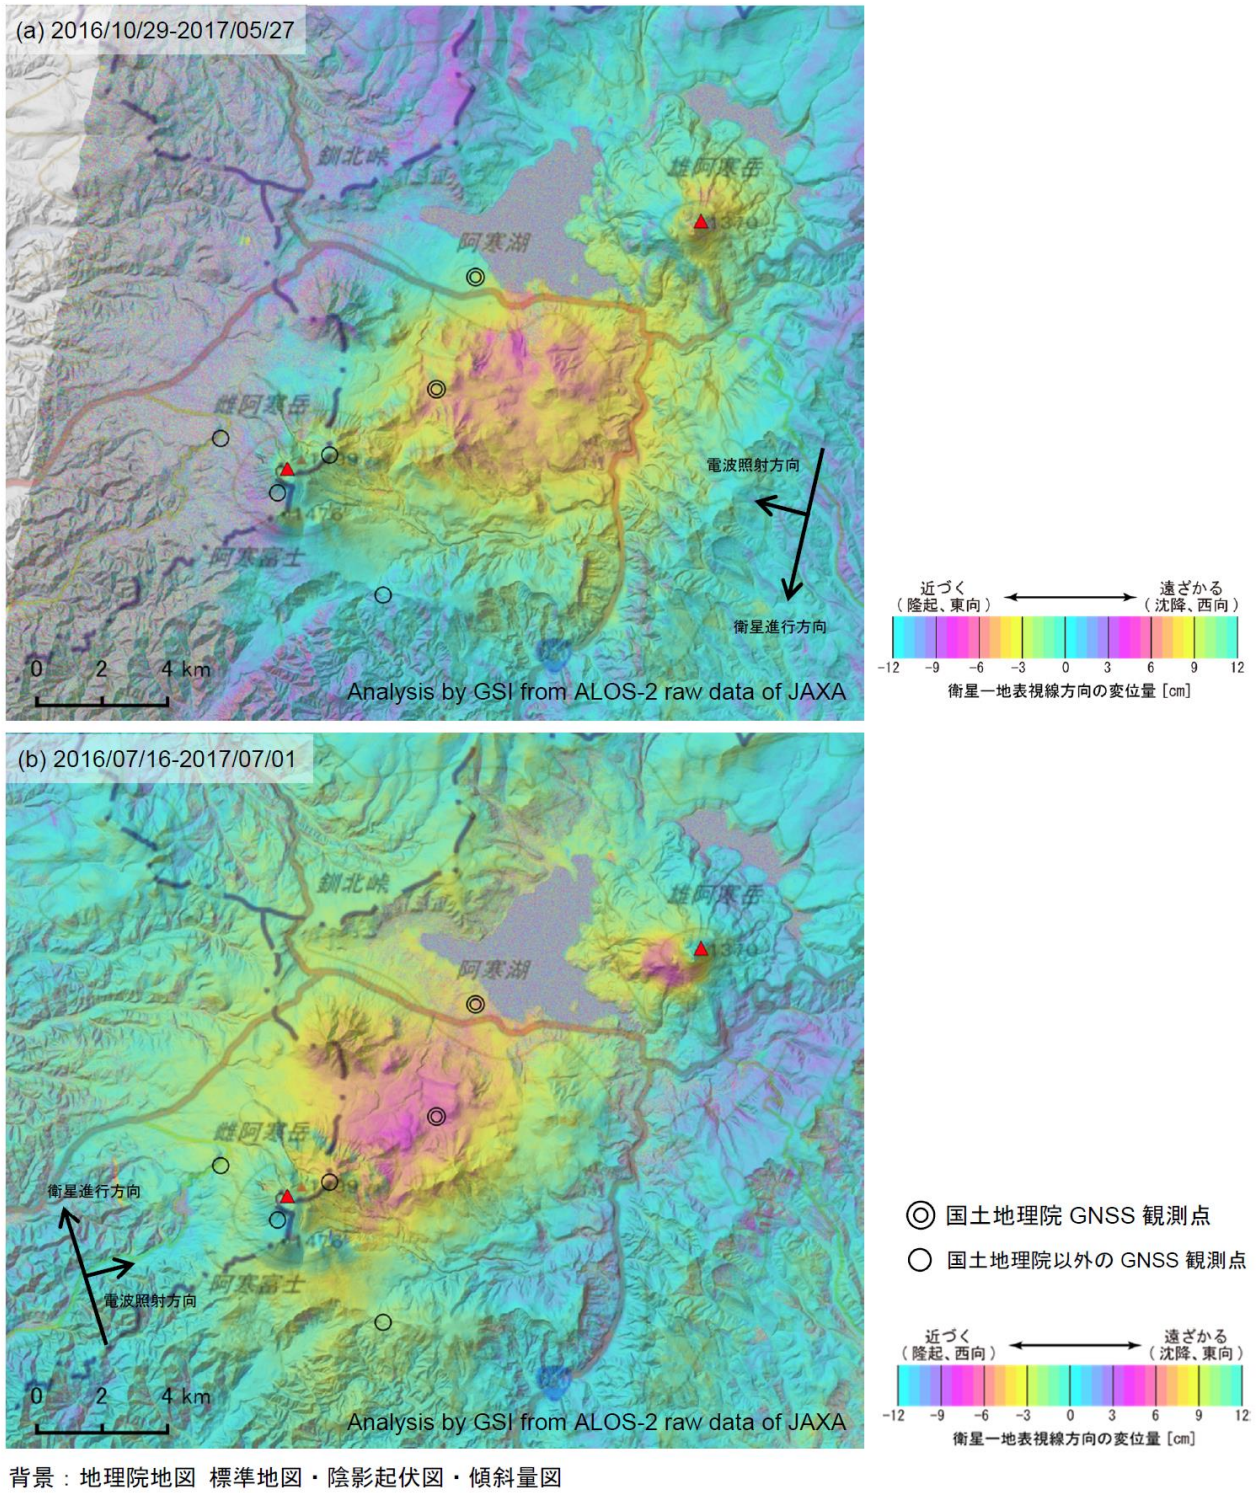 (a) 2016/10/29-2017/05/27
釧北峠
雄阿寒岳
1370
阿寒湖
雌阿寒岳
1476
阿寒富士
電波照射方向
衛星進行方向
0 2 4 km
Analysis by GSI from ALOS-2 raw data of JAXA
近づく
(隆起、東向)
遠ざかる
(沈降、西向)
-12 -9 -6 -3 0 3 6 9 12
衛星―地表視線方向の変位量 [cm]
(b) 2016/07/16-2017/07/01
釧北峠
雄阿寒岳
1370
阿寒湖
雌阿寒岳
1476
阿寒富士
衛星進行方向
電波照射方向
0 2 4 km
Analysis by GSI from ALOS-2 raw data of JAXA
国土地理院 GNSS 観測点
国土地理院以外の GNSS 観測点
近づく
(隆起、西向)
遠ざかる
(沈降、東向)
-12 -9 -6 -3 0 3 6 9 12
衛星―地表視線方向の変位量 [cm]
背景：地理院地図 標準地図・陰影起伏図・傾斜量図